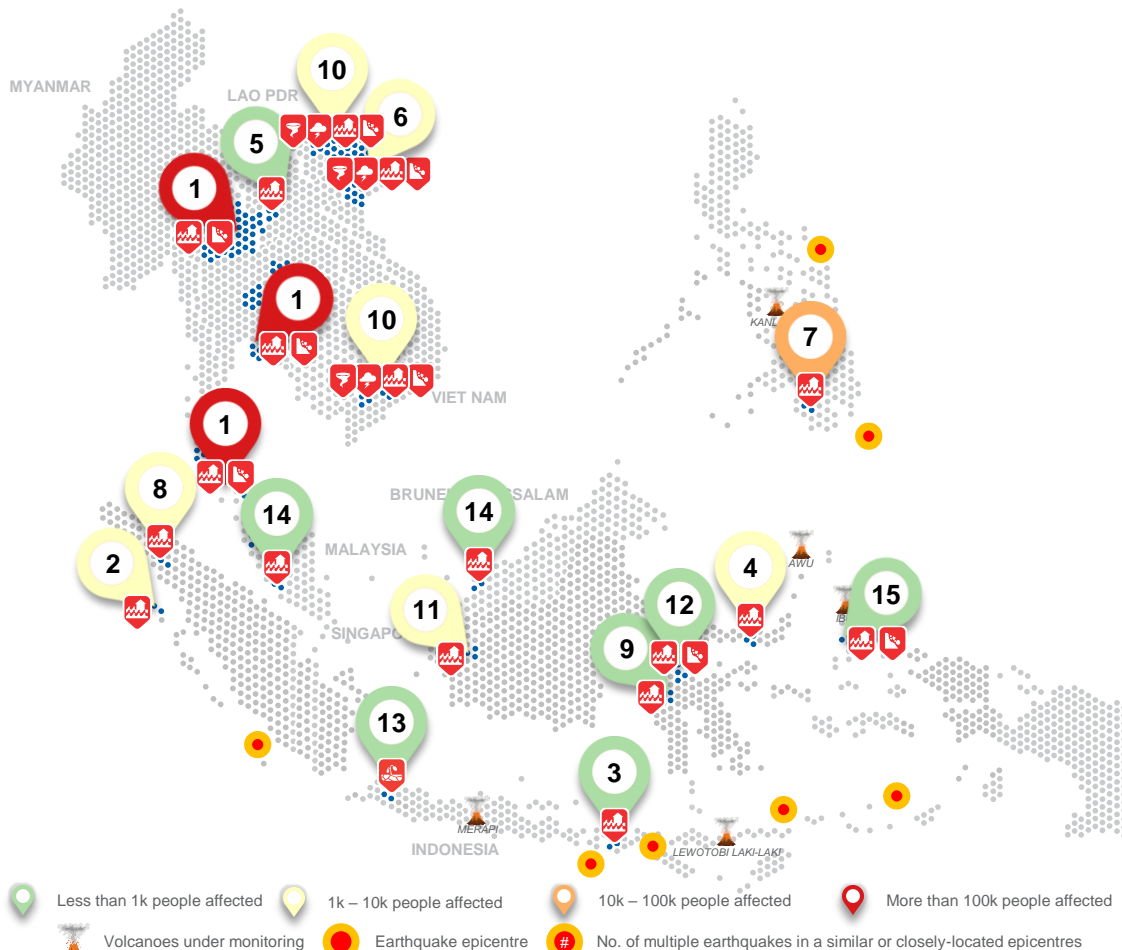 10
MYANMAR
LAO PDR
6
5
1
1
KANL
10
7
VIET NAM
1
8
14
BRUNE SSALAM
14
MALAYSIA
AWU
2
4
15
12
11
IB
SINGAPO
9
13
3
MERAPI
INDONESIA
LEWOTOBI LAKI-LAKI
Less than 1k people affected
1k – 10k people affected
10k – 100k people affected
More than 100k people affected
Volcanoes under monitoring
Earthquake epicentre
#
No. of multiple earthquakes in a similar or closely-located epicentres